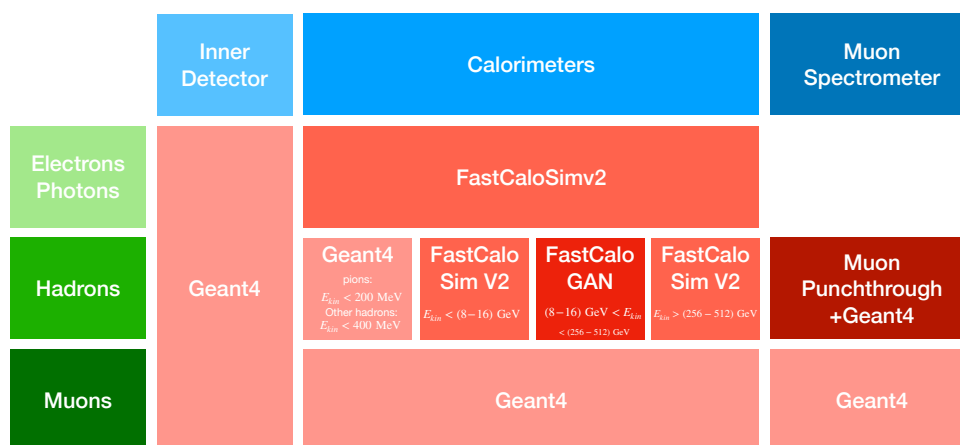 Inner
Detector
Calorimeters
Muon
Spectrometer
Electrons
Photons
FastCaloSimv2
Hadrons
Geant4
Geant4
pions:
E_kin < 200 MeV
Other hadrons:
E_kin < 400 MeV
FastCalo
Sim V2
E_kin < (8−16) GeV
FastCalo
GAN
(8−16) GeV < E_kin
< (256−512) GeV
FastCalo
Sim V2
E_kin > (256 − 512) GeV
Muon
Punchthrough
+Geant4
Muons
Geant4
Geant4